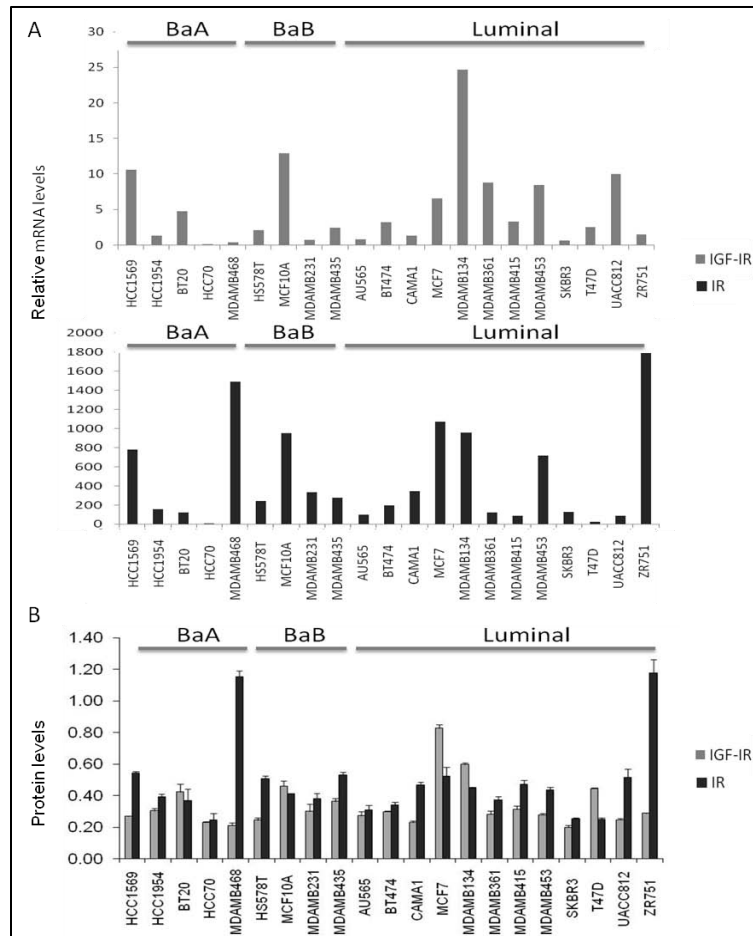 A
BaA BaB Luminal
30
25
20
15
10
5
0
HCC1569 HCC1954 BT20 HCC70 MDAMB468 HS578T MCF10A MDAMB231 MDAMB435 AU565 BT474 CAMA1 MCF7 MDAMB134 MDAMB361 MDAMB415 MDAMB453 SKBR3 T47D UACC812 ZR751
Relative mRNA levels
IGF-IR
IR
BaA BaB Luminal
2000
1800
1600
1400
1200
1000
800
600
400
200
0
HCC1569 HCC1954 BT20 HCC70 MDAMB468 HS578T MCF10A MDAMB231 MDAMB435 AU565 BT474 CAMA1 MCF7 MDAMB134 MDAMB361 MDAMB415 MDAMB453 SKBR3 T47D UACC812 ZR751
B
BaA BaB Luminal
1.40
1.20
1.00
0.80
0.60
0.40
0.20
0.00
Protein levels
IGF-IR
IR
HCC1569 HCC1954 BT20 HCC70 MDAMB468 HS578T MCF10A MDAMB231 MDAMB435 AU565 BT474 CAMA1 MCF7 MDAMB134 MDAMB361 MDAMB415 MDAMB453 SKBR3 T47D UACC812 ZR751